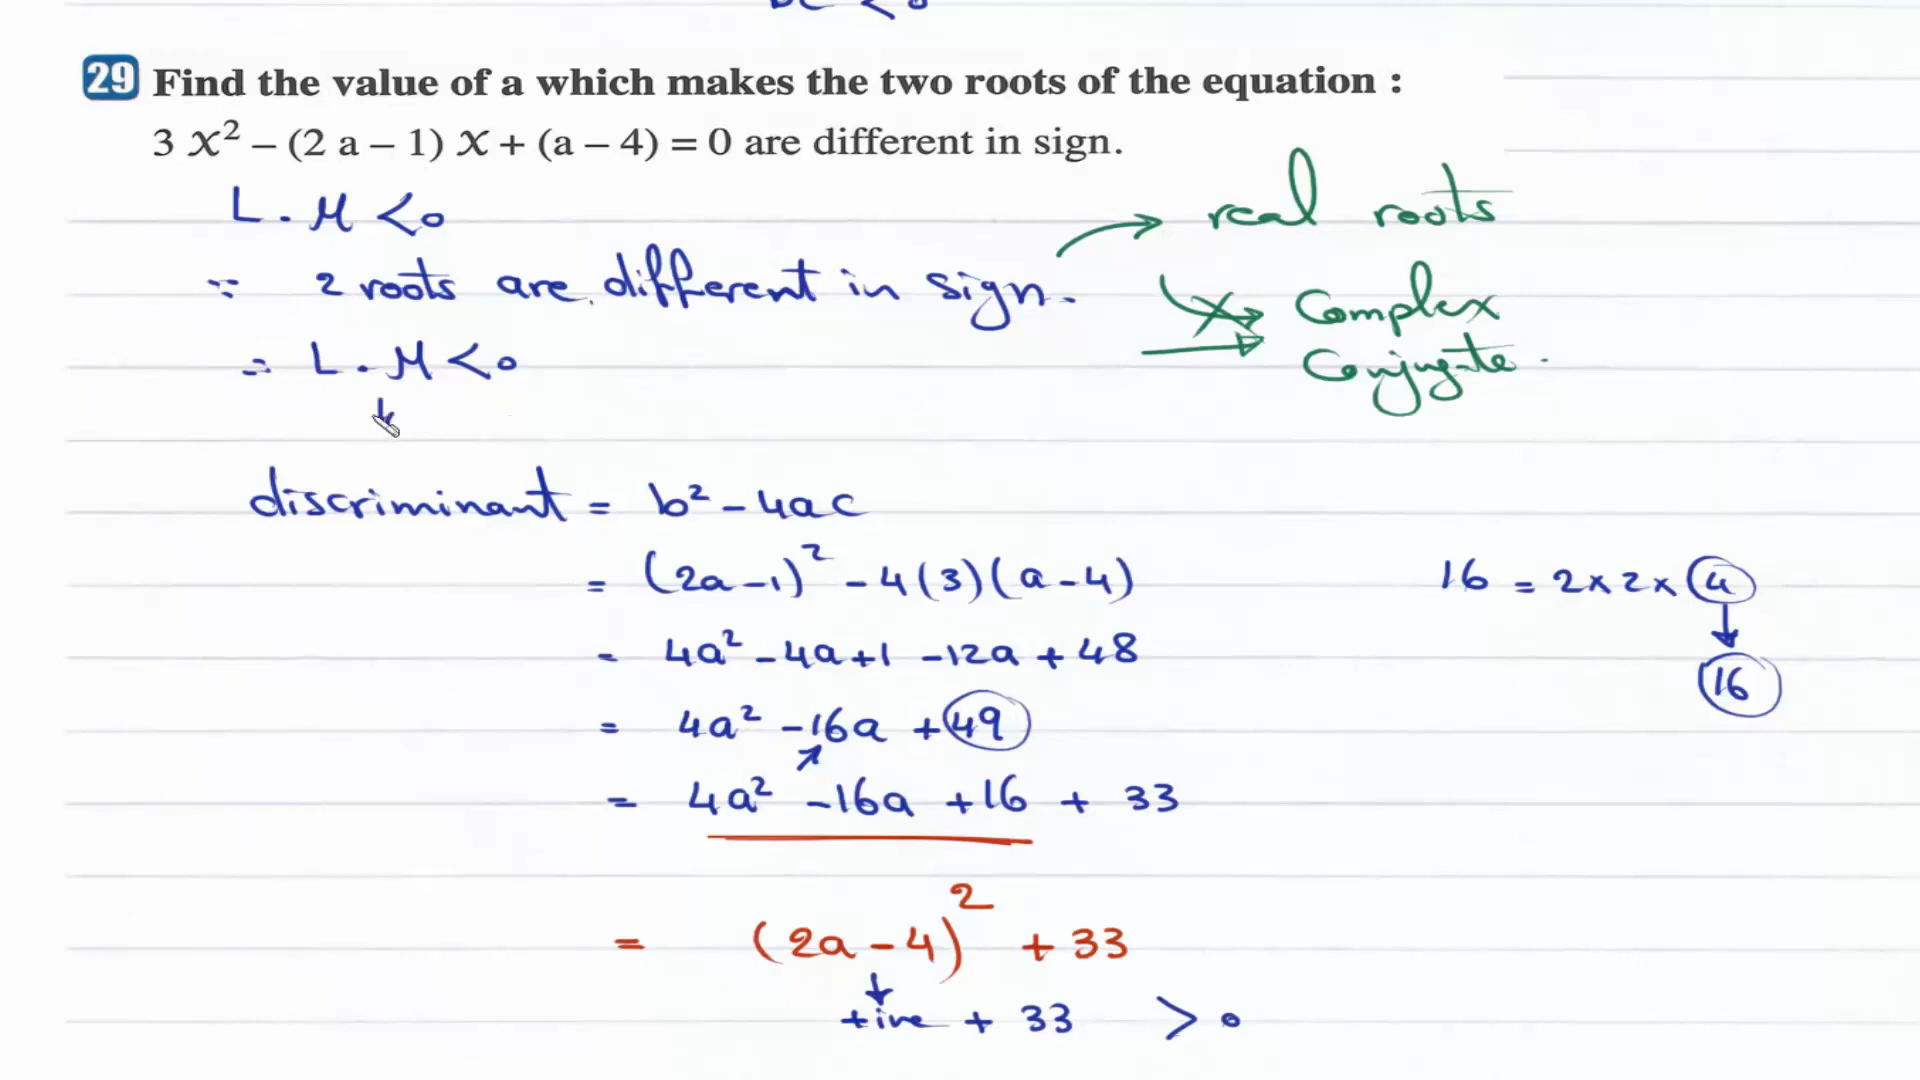 29 Find the value of a which makes the two roots of the equation :
3 x² – (2 a – 1) x + (a – 4) = 0 are different in sign.
L . M < 0
real roots
∵ 2 roots are different in sign.
Complex
Conjugate.
∴ L . M < 0
discriminant = b² - 4ac
= (2a - 1)² - 4(3)(a - 4)
16 = 2 × 2 × 4
= 4a² - 4a + 1 - 12a + 48
16
= 4a² - 16a + 49
= 4a² - 16a + 16 + 33
= (2a - 4)² + 33
+ive + 33 > 0